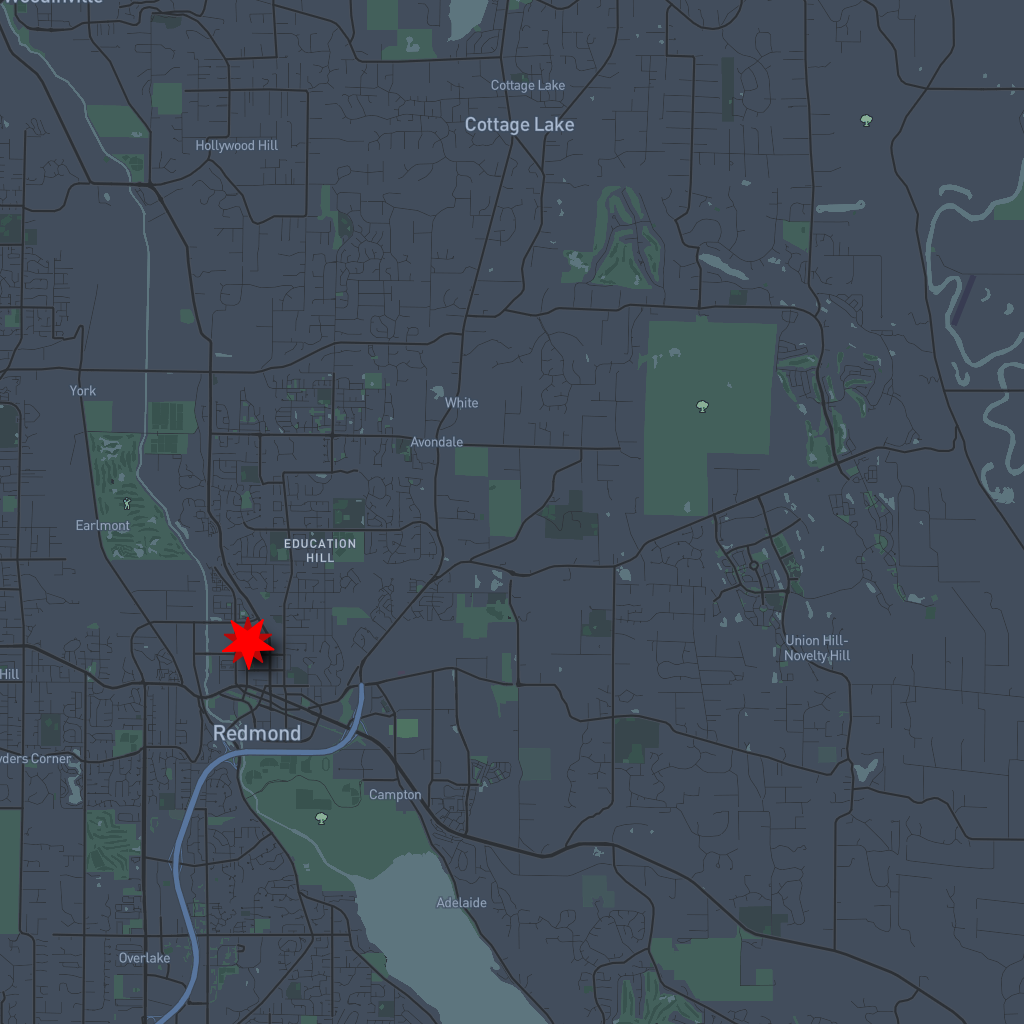 Cottage Lake
Cottage Lake
Hollywood Hill
York
White
Avondale
Earlmont
EDUCATION
HILL
Union Hill-
Novelty Hill
Hill
Redmond
Campton
Adelaide
Overlake